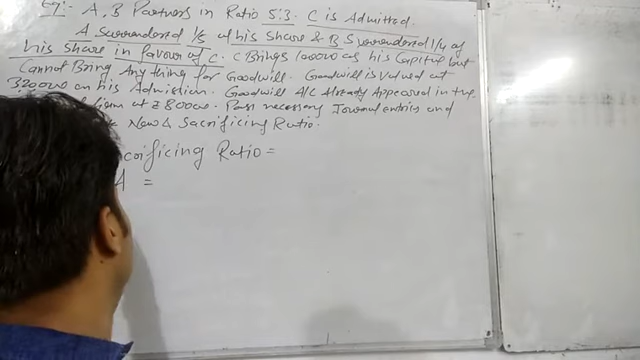 Eg:- A, B Partners in Ratio 5:3. C is Admitted.
A surrendered 1/5 of his share & B Surrendered 1/4 of
his share in favour of C. C Brings 100000 as his Capital but
Cannot Bring Anything for Goodwill. Goodwill is valued at
320000 on his Admission. Goodwill A/c Already Appeared in the
firm at ₹ 80000. Pass necessary Journal entries and
New & Sacrificing Ratio.
Ratio =
A =